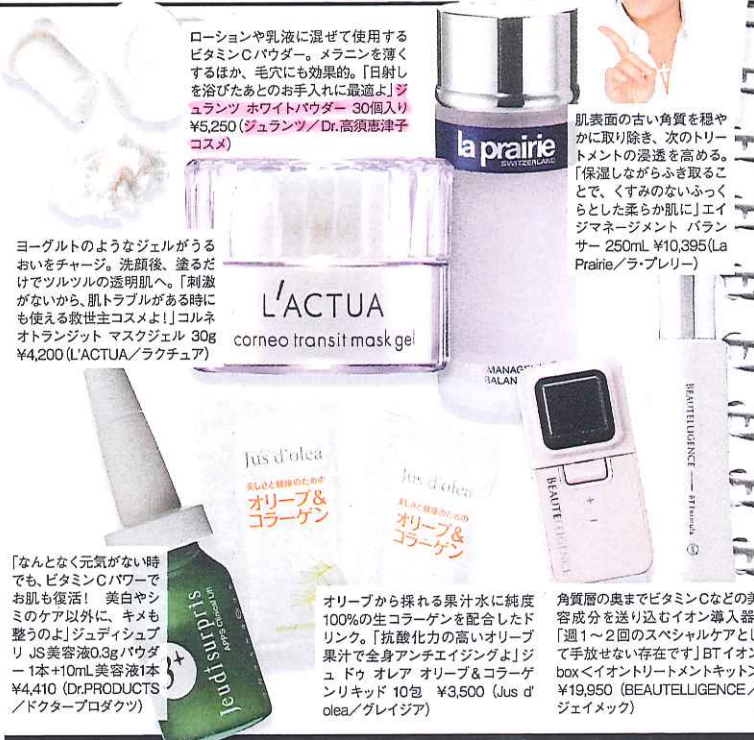 ローションや乳液に混ぜて使用する
ビタミンCパウダー。メラニンを薄く
するほか、毛穴にも効果的。「日射し
を浴びたあとのお手入れに最適よ」ジ
ュランツ ホワイトパウダー 30個入り
¥5,250(ジュランツ/Dr.高須恵津子
コスメ)
肌表面の古い角質を穏や
かに取り除き、次のトリー
トメントの浸透を高める。
「保湿しながらふき取るこ
とで、くすみのないふっく
らとした柔らか肌に」エイ
ジマネージメント バラン
サー 250mL ¥10,395(La
Prairie/ラ・プレリー)
la prairie
SWITZERLAND
MANAGE
BALAN
ヨーグルトのようなジェルがうる
おいをチャージ。洗顔後、塗るだ
けでツルツルの透明肌へ。「刺激
がないから、肌トラブルがある時に
も使える救世主コスメよ!」コルネ
オトランジット マスクジェル 30g
¥4,200(L'ACTUA/ラクチュア)
L'ACTUA
corneo transit mask gel
Jus d'olea
美しさと健康のための
オリーブ&
コラーゲン
Jus d'olea
美しさと健康のための
オリーブ&
コラーゲン
BEAUTELLIGENCE
BEAUTELLIGENCE
「なんとなく元気がない時
でも、ビタミンCパワーで
お肌も復活! 美白やシ
ミのケア以外に、キメも
整うのよ」ジュディシュプ
リ JS美容液0.3gパウダ
ー1本+10mL美容液1本
¥4,410(Dr.PRODUCTS
/ドクタープロダクツ)
Jeudi surpris
オリーブから採れる果汁水に純度
100%の生コラーゲンを配合したド
リンク。「抗酸化力の高いオリーブ
果汁で全身アンチエイジングよ」ジ
ュ ドゥ オレア オリーブ&コラーゲ
ンリキッド 10包 ¥3,500(Jus d'
olea/グレイジア)
角質層の奥までビタミンCなどの美
容成分を送り込むイオン導入器
「週1~2回のスペシャルケアとし
て手放せない存在です」BTイオン
box<イオントリートメントキット>
¥19,950(BEAUTELLIGENCE/
ジェイメック)